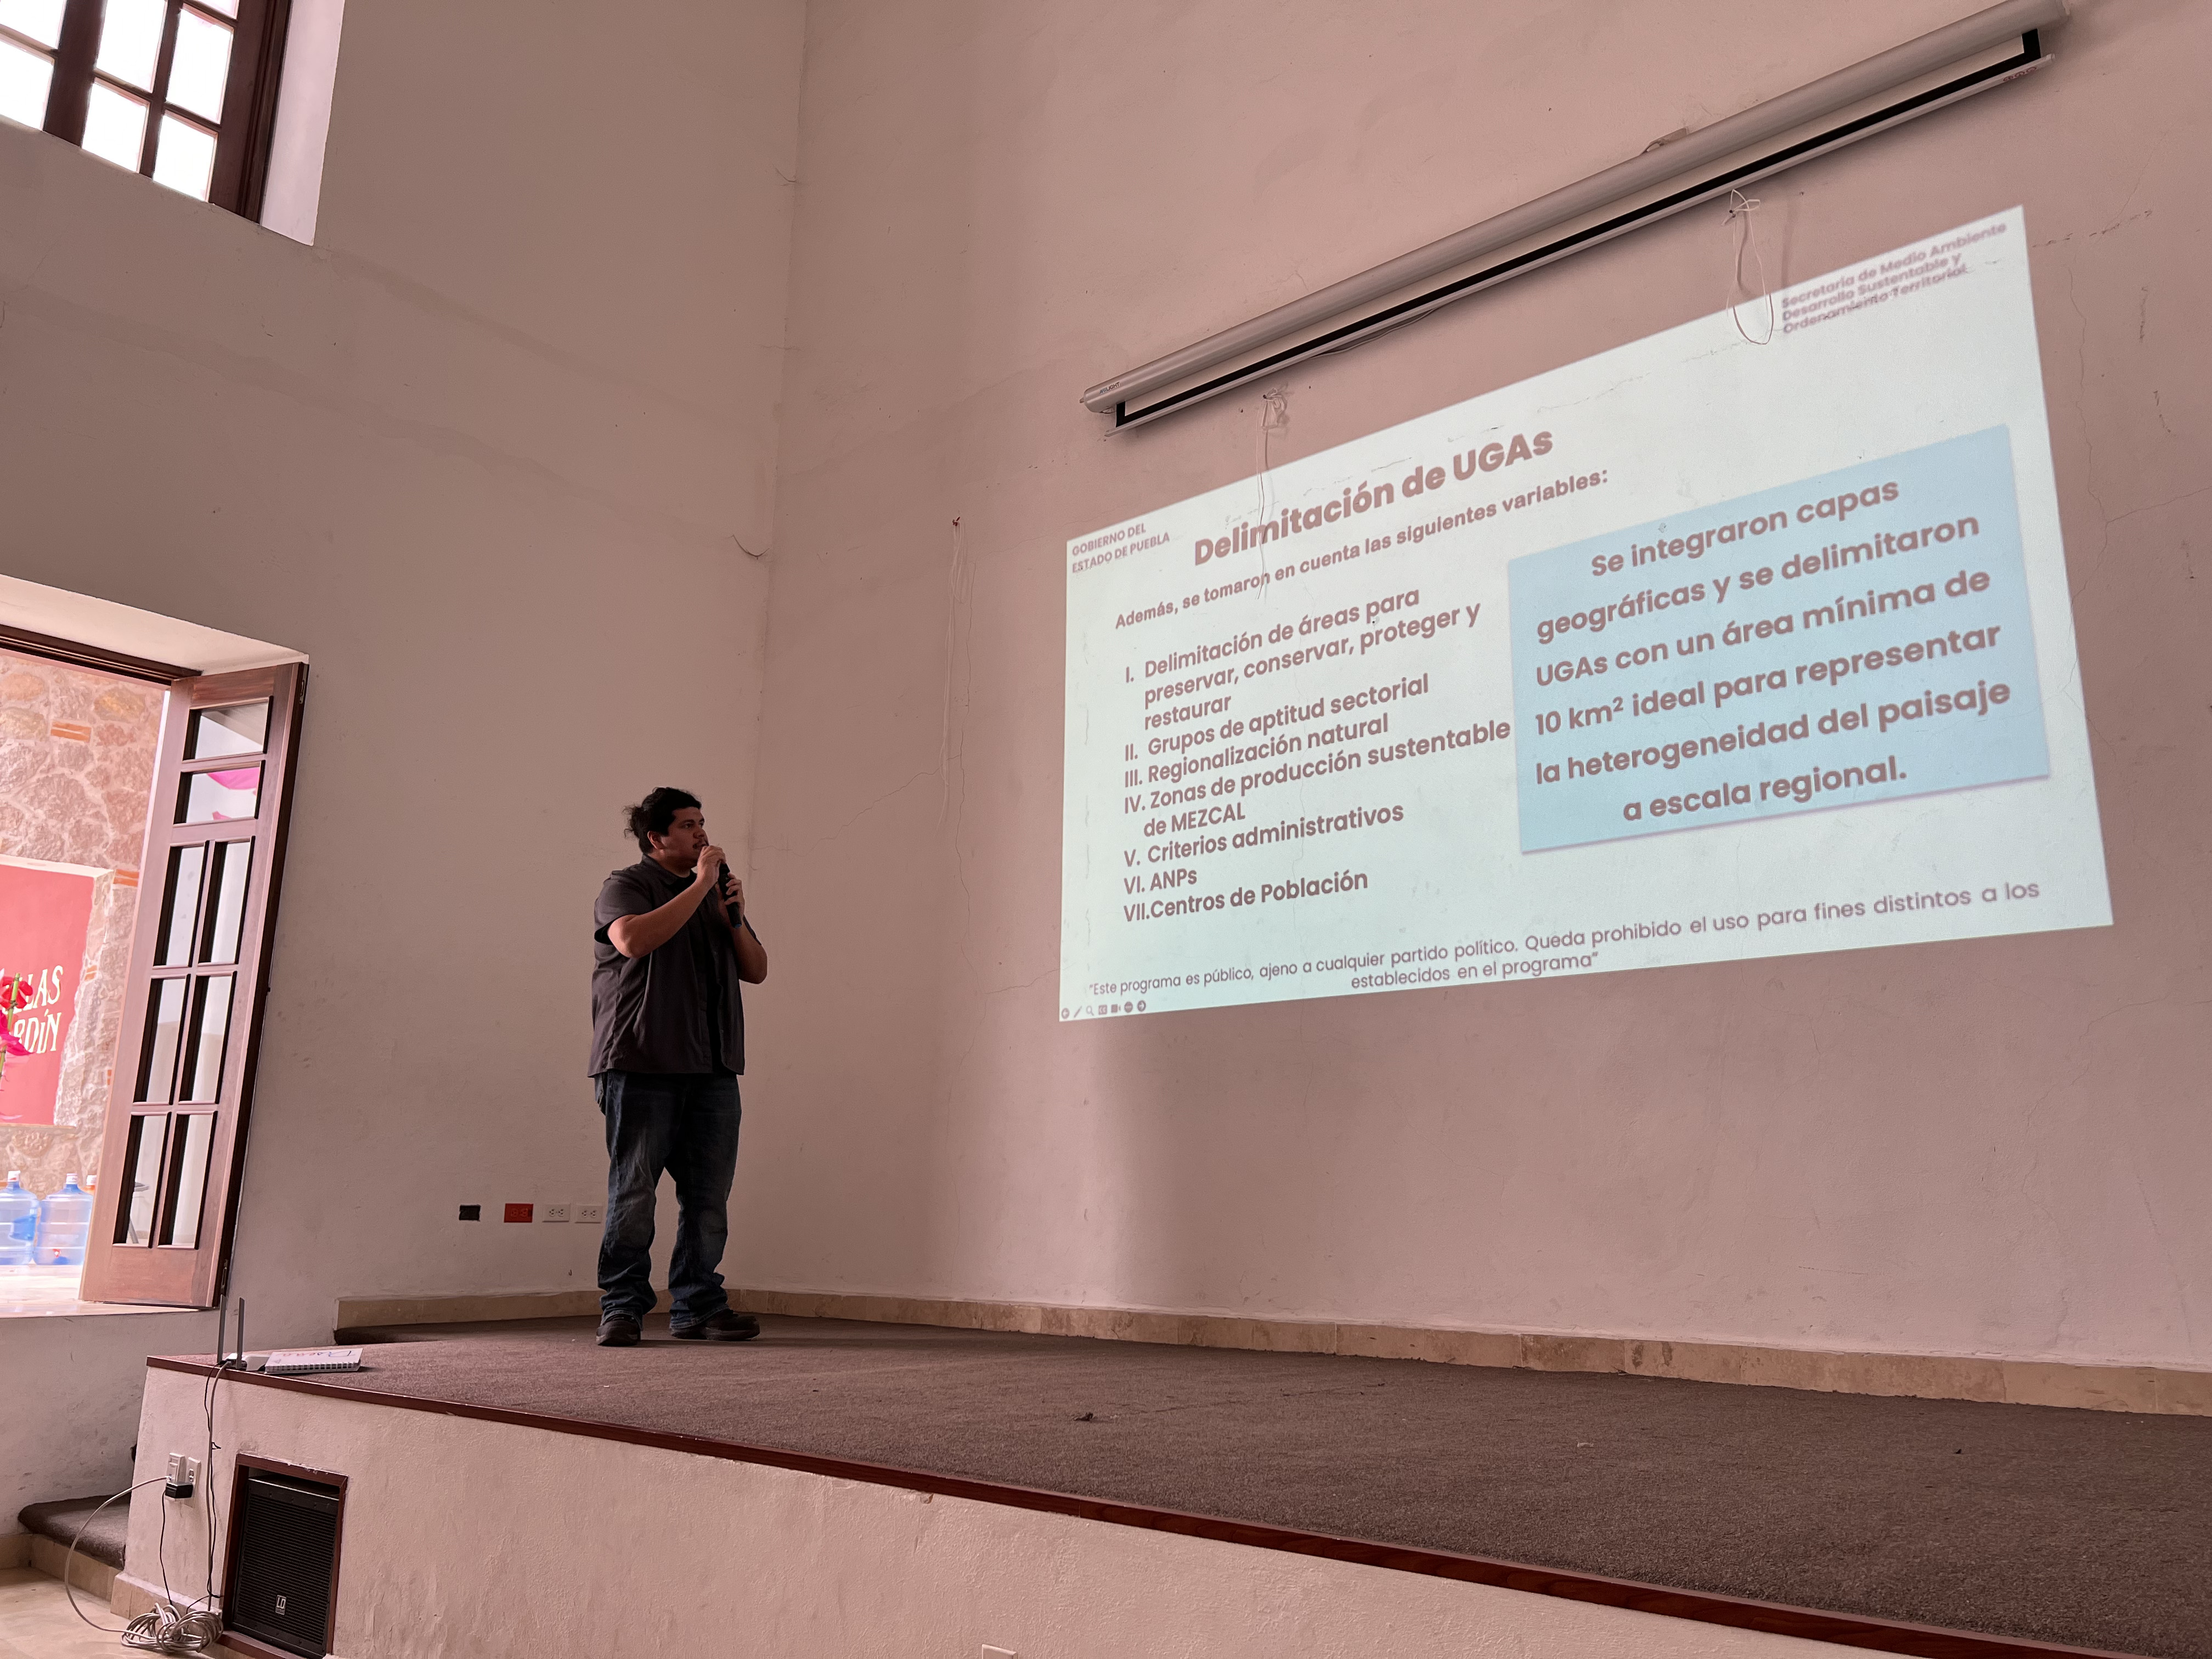 GOBIERNO DEL
ESTADO DE PUEBLA
Secretaría de Medio Ambiente
Desarrollo Sustentable y
Ordenamiento Territorial
Delimitación de UGAs
Además, se tomaron en cuenta las siguientes variables:
I. Delimitación de áreas para
preservar, conservar, proteger y
restaurar
II. Grupos de aptitud sectorial
III. Regionalización natural
IV. Zonas de producción sustentable
de MEZCAL
V. Criterios administrativos
VI. ANPs
VII.Centros de Población
Se integraron capas
geográficas y se delimitaron
UGAs con un área mínima de
10 km² ideal para representar
la heterogeneidad del paisaje
a escala regional.
"Este programa es público, ajeno a cualquier partido político. Queda prohibido el uso para fines distintos a los
establecidos en el programa"